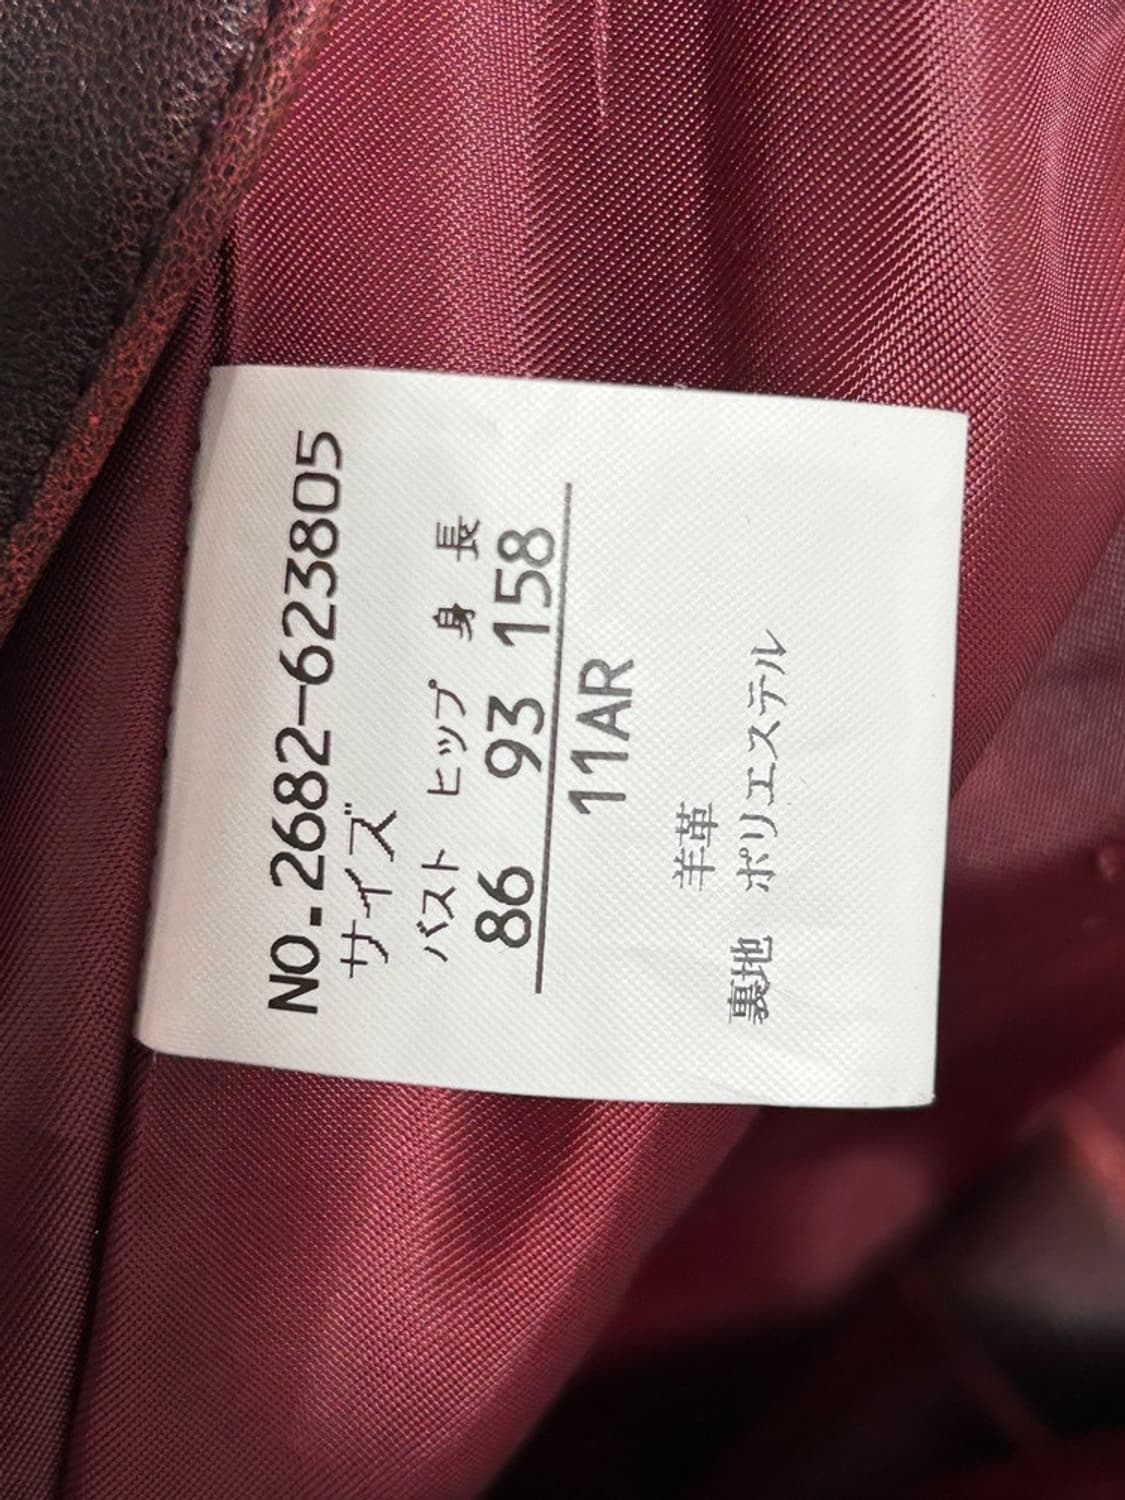 NO.2682-623805
サイズ
バスト ヒップ 身長
86 93 158
11AR
羊革
裏地 ポリエステル